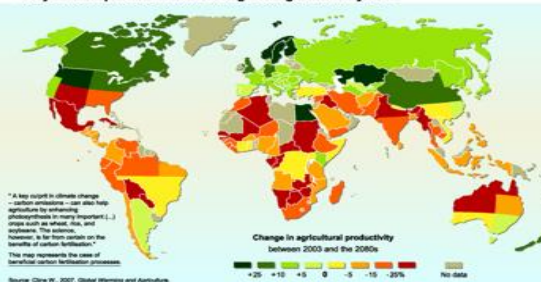 " A key culprit in climate change
– carbon emissions – can also help
agriculture by enhancing
photosynthesis in many important (...)
crops such as wheat, rice, and
soybeans. The science,
however, is far from certain on the
benefits of carbon fertilisation."
This map represents the case of
beneficial carbon fertilisation processes.
Source: Cline W., 2007, Global Warming and Agriculture.
Change in agricultural productivity
between 2003 and the 2080s
+25 +10 +5 0 -5 -15 -25% No data